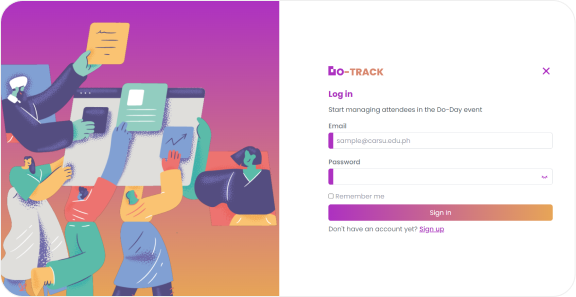 DO-TRACK
Log in
Start managing attendees in the Do-Day event
Email
sample@carsu.edu.ph
Password
Remember me
Sign in
Don't have an account yet? Sign up